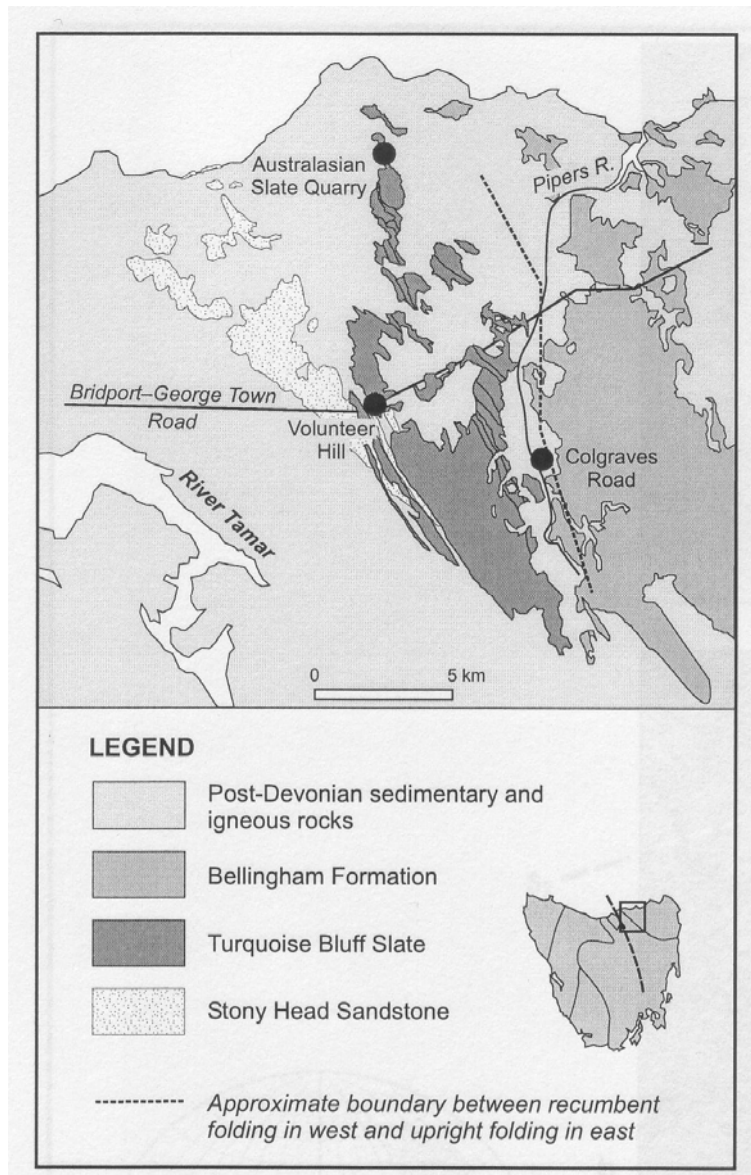 Australasian
Slate Quarry
Pipers R.
Bridport–George Town
Road
Volunteer
Hill
Colgraves
Road
River Tamar
0 5 km
LEGEND
Post-Devonian sedimentary and
igneous rocks
Bellingham Formation
Turquoise Bluff Slate
Stony Head Sandstone
Approximate boundary between recumbent
folding in west and upright folding in east